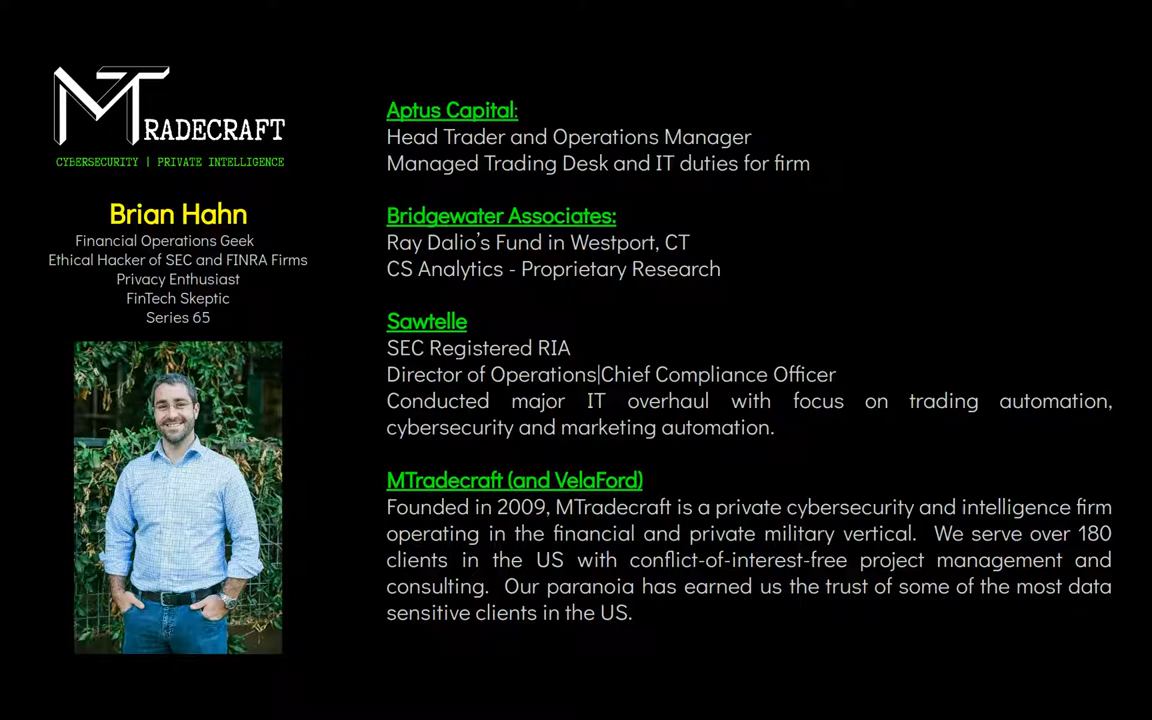 MTRADECRAFT
CYBERSECURITY | PRIVATE INTELLIGENCE
Brian Hahn
Financial Operations Geek
Ethical Hacker of SEC and FINRA Firms
Privacy Enthusiast
FinTech Skeptic
Series 65
Aptus Capital:
Head Trader and Operations Manager
Managed Trading Desk and IT duties for firm
Bridgewater Associates:
Ray Dalio's Fund in Westport, CT
CS Analytics - Proprietary Research
Sawtelle
SEC Registered RIA
Director of Operations|Chief Compliance Officer
Conducted major IT overhaul with focus on trading automation,
cybersecurity and marketing automation.
MTradecraft (and VelaFord)
Founded in 2009, MTradecraft is a private cybersecurity and intelligence firm
operating in the financial and private military vertical. We serve over 180
clients in the US with conflict-of-interest-free project management and
consulting. Our paranoia has earned us the trust of some of the most data
sensitive clients in the US.